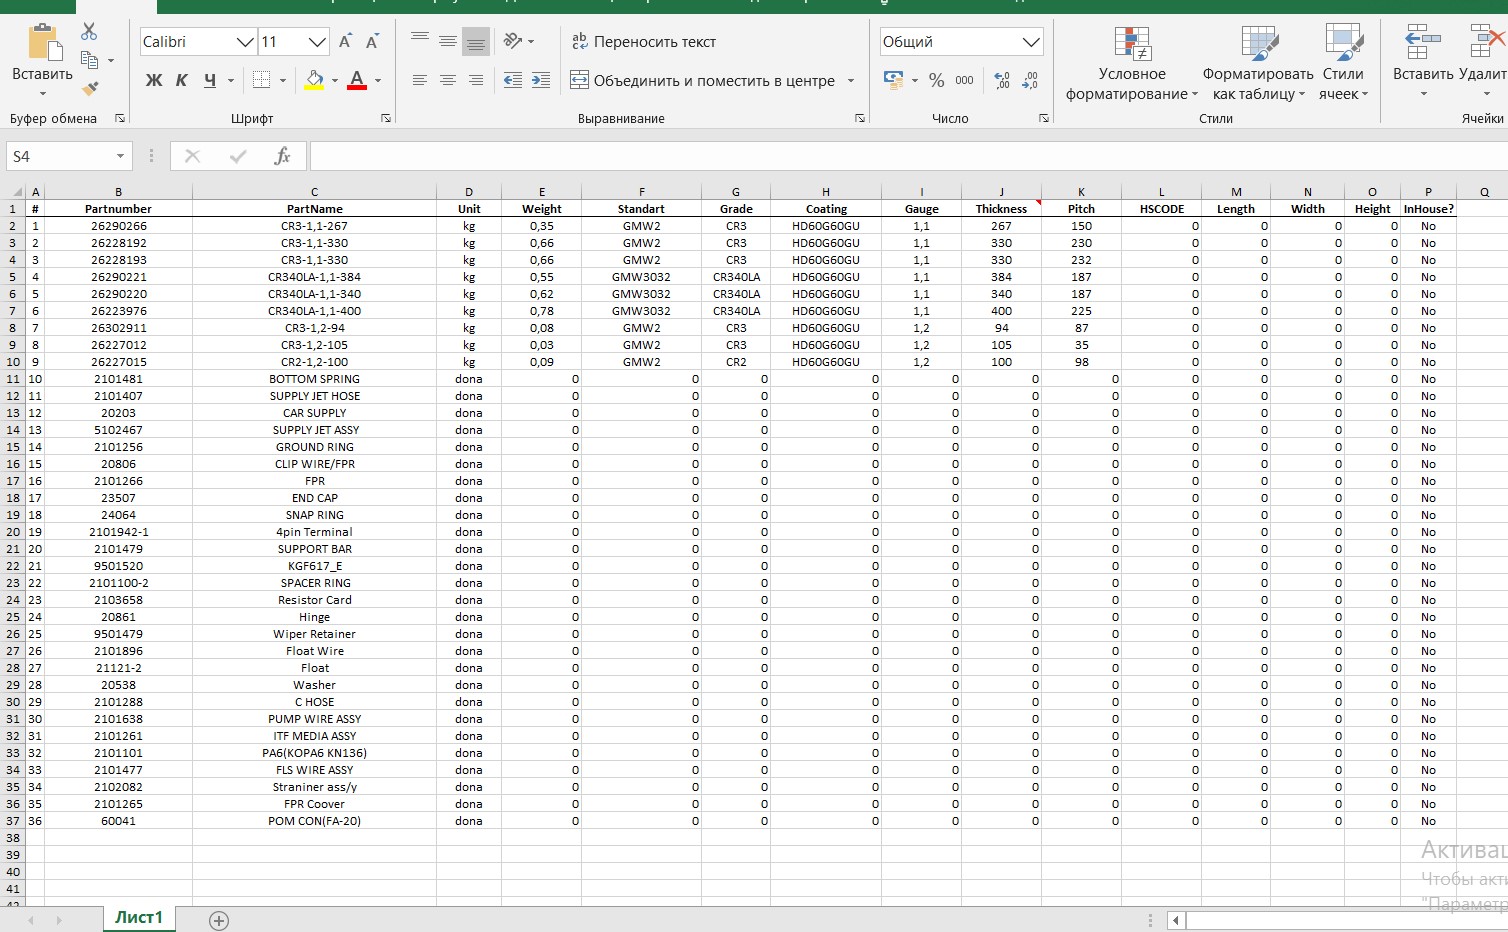 Вставить
Буфер обмена
Calibri 11
Ж К Ч
Шрифт
Переносить текст
Объединить и поместить в центре
Выравнивание
Общий
% 000
Число
Условное форматирование
Форматировать как таблицу
Стили ячеек
Стили
Вставить Удалит
Ячейки
S4 fx
A B C D E F G H I J K L M N O P Q
1 # Partnumber PartName Unit Weight Standart Grade Coating Gauge Thickness Pitch HSCODE Length Width Height InHouse?
2 1 26290266 CR3-1,1-267 kg 0,35 GMW2 CR3 HD60G60GU 1,1 267 150 0 0 0 0 No
3 2 26228192 CR3-1,1-330 kg 0,66 GMW2 CR3 HD60G60GU 1,1 330 230 0 0 0 0 No
4 3 26228193 CR3-1,1-330 kg 0,66 GMW2 CR3 HD60G60GU 1,1 330 232 0 0 0 0 No
5 4 26290221 CR340LA-1,1-384 kg 0,55 GMW3032 CR340LA HD60G60GU 1,1 384 187 0 0 0 0 No
6 5 26290220 CR340LA-1,1-340 kg 0,62 GMW3032 CR340LA HD60G60GU 1,1 340 187 0 0 0 0 No
7 6 26223976 CR340LA-1,1-400 kg 0,78 GMW3032 CR340LA HD60G60GU 1,1 400 225 0 0 0 0 No
8 7 26302911 CR3-1,2-94 kg 0,08 GMW2 CR3 HD60G60GU 1,2 94 87 0 0 0 0 No
9 8 26227012 CR3-1,2-105 kg 0,03 GMW2 CR3 HD60G60GU 1,2 105 35 0 0 0 0 No
10 9 26227015 CR2-1,2-100 kg 0,09 GMW2 CR2 HD60G60GU 1,2 100 98 0 0 0 0 No
11 10 2101481 BOTTOM SPRING dona 0 0 0 0 0 0 0 0 0 0 0 No
12 11 2101407 SUPPLY JET HOSE dona 0 0 0 0 0 0 0 0 0 0 0 No
13 12 20203 CAR SUPPLY dona 0 0 0 0 0 0 0 0 0 0 0 No
14 13 5102467 SUPPLY JET ASSY dona 0 0 0 0 0 0 0 0 0 0 0 No
15 14 2101256 GROUND RING dona 0 0 0 0 0 0 0 0 0 0 0 No
16 15 20806 CLIP WIRE/FPR dona 0 0 0 0 0 0 0 0 0 0 0 No
17 16 2101266 FPR dona 0 0 0 0 0 0 0 0 0 0 0 No
18 17 23507 END CAP dona 0 0 0 0 0 0 0 0 0 0 0 No
19 18 24064 SNAP RING dona 0 0 0 0 0 0 0 0 0 0 0 No
20 19 2101942-1 4pin Terminal dona 0 0 0 0 0 0 0 0 0 0 0 No
21 20 2101479 SUPPORT BAR dona 0 0 0 0 0 0 0 0 0 0 0 No
22 21 9501520 KGF617_E dona 0 0 0 0 0 0 0 0 0 0 0 No
23 22 2101100-2 SPACER RING dona 0 0 0 0 0 0 0 0 0 0 0 No
24 23 2103658 Resistor Card dona 0 0 0 0 0 0 0 0 0 0 0 No
25 24 20861 Hinge dona 0 0 0 0 0 0 0 0 0 0 0 No
26 25 9501479 Wiper Retainer dona 0 0 0 0 0 0 0 0 0 0 0 No
27 26 2101896 Float Wire dona 0 0 0 0 0 0 0 0 0 0 0 No
28 27 21121-2 Float dona 0 0 0 0 0 0 0 0 0 0 0 No
29 28 20538 Washer dona 0 0 0 0 0 0 0 0 0 0 0 No
30 29 2101288 C HOSE dona 0 0 0 0 0 0 0 0 0 0 0 No
31 30 2101638 PUMP WIRE ASSY dona 0 0 0 0 0 0 0 0 0 0 0 No
32 31 2101261 ITF MEDIA ASSY dona 0 0 0 0 0 0 0 0 0 0 0 No
33 32 2101101 PA6(KOPA6 KN136) dona 0 0 0 0 0 0 0 0 0 0 0 No
34 33 2101477 FLS WIRE ASSY dona 0 0 0 0 0 0 0 0 0 0 0 No
35 34 2102082 Straniner ass/y dona 0 0 0 0 0 0 0 0 0 0 0 No
36 35 2101265 FPR Coover dona 0 0 0 0 0 0 0 0 0 0 0 No
37 36 60041 POM CON(FA-20) dona 0 0 0 0 0 0 0 0 0 0 0 No
38
39
40
41
Актива
Чтобы акт
"Параметр
Лист1